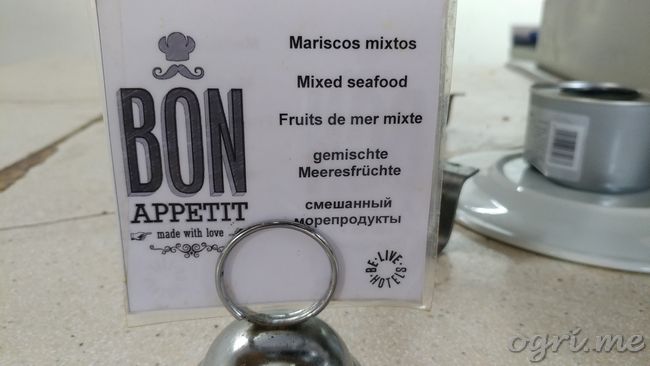 BON
APPETIT
made with love
Mariscos mixtos
Mixed seafood
Fruits de mer mixte
gemischte
Meeresfrüchte
смешанный
морепродукты
BE·LIVE
HOTELS
ogri.me